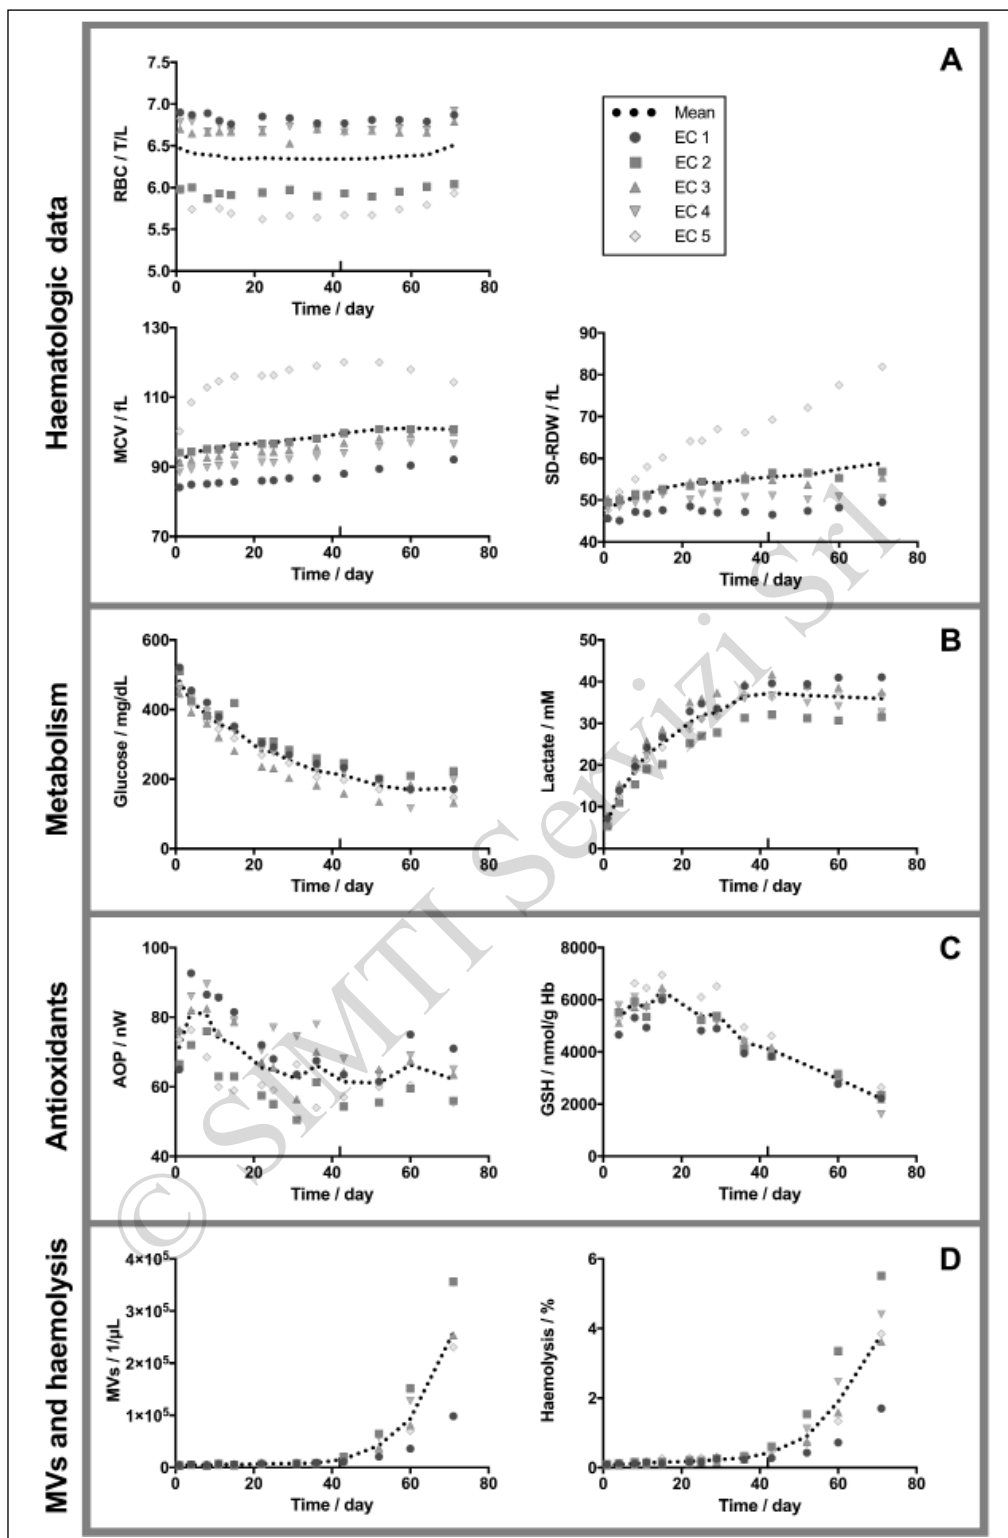 Haematologic data
A
RBC / T/L
7.5
7.0
6.5
6.0
5.5
5.0
0 20 40 60 80
Time / day
Mean
EC 1
EC 2
EC 3
EC 4
EC 5
MCV / fL
130
110
90
70
0 20 40 60 80
Time / day
SD-RDW / fL
90
80
70
60
50
40
0 20 40 60 80
Time / day
Metabolism
B
Glucose / mg/dL
600
400
200
0
0 20 40 60 80
Time / day
Lactate / mM
50
40
30
20
10
0
0 20 40 60 80
Time / day
Antioxidants
C
AOP / nW
100
80
60
40
0 20 40 60 80
Time / day
GSH / nmol/g Hb
8000
6000
4000
2000
0
0 20 40 60 80
Time / day
MVs and haemolysis
D
MVs / 1/µL
4×10⁵
3×10⁵
2×10⁵
1×10⁵
0
0 20 40 60 80
Time / day
Haemolysis / %
6
4
2
0
0 20 40 60 80
Time / day
© SIMTI Servizi Srl